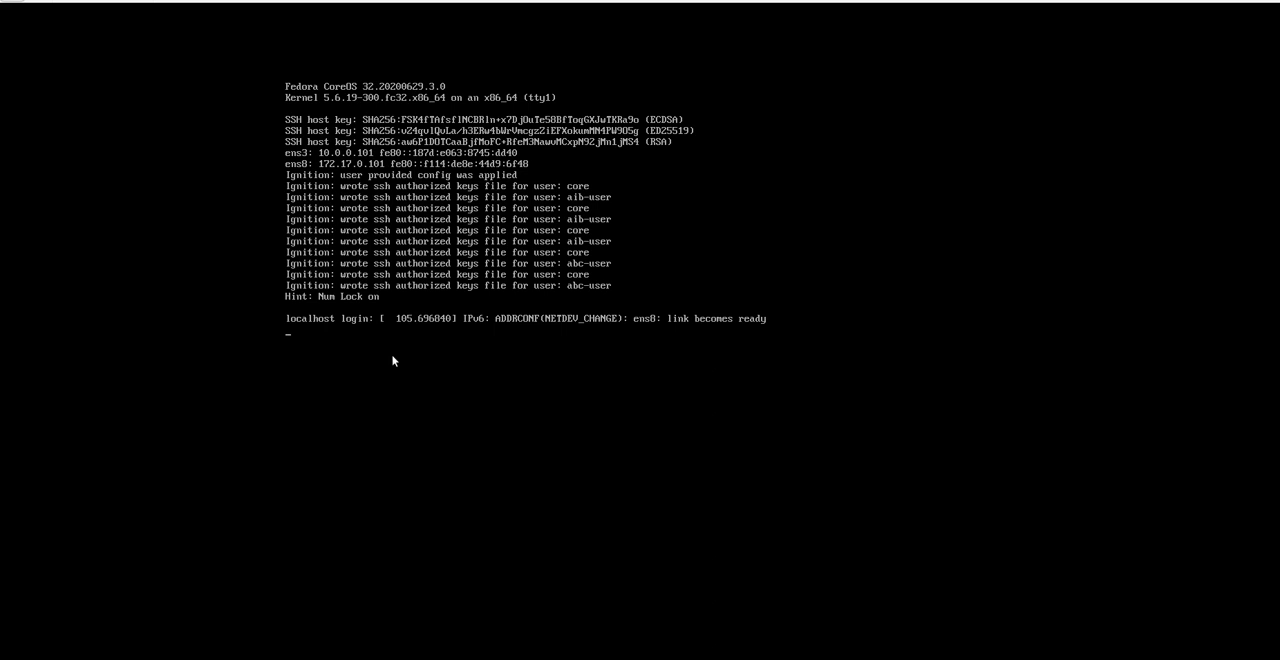 Fedora CoreOS 32.20200629.3.0
Kernel 5.6.19-300.fc32.x86_64 on an x86_64 (tty1)
SSH host key: SHA256:FSK4fTAfsflNCBRln+x7DjOuTe58BfToqGXJwTKRa9o (ECDSA)
SSH host key: SHA256:vZ4qvlQvLa/h3ERw4bWrVmcgzZiEFXokumMN4PW9O5g (ED25519)
SSH host key: SHA256:aw6P1DOTCaaBjfMoFC+RfeM3NawvMCxpN92jMn1jMS4 (RSA)
ens3: 10.0.0.101 fe80::187d:e063:8745:dd40
ens8: 172.17.0.101 fe80::f114:de8e:44d9:6f48
Ignition: user provided config was applied
Ignition: wrote ssh authorized keys file for user: core
Ignition: wrote ssh authorized keys file for user: aib-user
Ignition: wrote ssh authorized keys file for user: core
Ignition: wrote ssh authorized keys file for user: aib-user
Ignition: wrote ssh authorized keys file for user: core
Ignition: wrote ssh authorized keys file for user: aib-user
Ignition: wrote ssh authorized keys file for user: core
Ignition: wrote ssh authorized keys file for user: abc-user
Ignition: wrote ssh authorized keys file for user: core
Ignition: wrote ssh authorized keys file for user: abc-user
Hint: Num Lock on
localhost login: [  105.696840] IPv6: ADDRCONF(NETDEV_CHANGE): ens8: link becomes ready
_